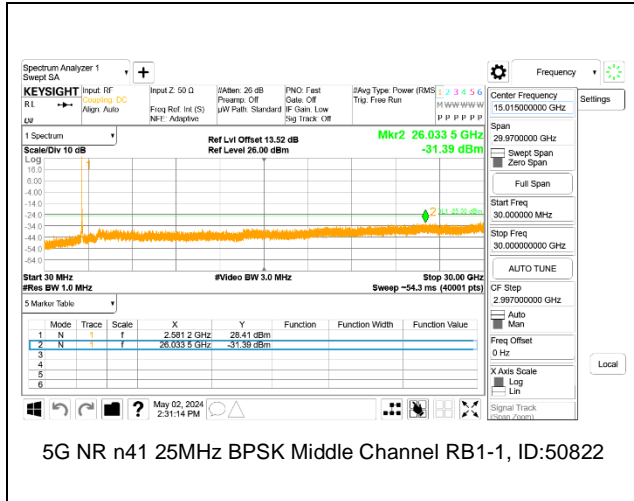 Spectrum Analyzer 1
Swept SA
Frequency
KEYSIGHT
Input: RF
Input Z: 50 Ω
#Atten: 26 dB
PNO: Fast
#Avg Type: Power (RMS
1 2 3 4 5 6
RL
Coupling: DC
Preamp: Off
Gate: Off
Trig: Free Run
Align: Auto
Freq Ref: Int (S)
µW Path: Standard
IF Gain: Low
M W W W W W
NFE: Adaptive
Sig Track: Off
P P P P P P
Center Frequency
15.015000000 GHz
Settings
1 Spectrum
Ref Lvl Offset 13.52 dB
Mkr2 26.033 5 GHz
Scale/Div 10 dB
Ref Level 26.00 dBm
-31.39 dBm
Span
29.9700000 GHz
Swept Span
Zero Span
Log
1
16.0
6.00
-4.00
-14.0
-24.0
2
DL1 -25.00 dBm
-34.0
-44.0
-54.0
-64.0
Full Span
Start Freq
30.000000 MHz
Stop Freq
30.000000000 GHz
Start 30 MHz
#Video BW 3.0 MHz
Stop 30.00 GHz
#Res BW 1.0 MHz
Sweep ~54.3 ms (40001 pts)
AUTO TUNE
CF Step
2.997000000 GHz
Auto
Man
5 Marker Table
Mode Trace Scale X Y Function Function Width Function Value
1 N 1 f 2.581 2 GHz 28.41 dBm
2 N 1 f 26.033 5 GHz -31.39 dBm
3
4
5
6
Freq Offset
0 Hz
X Axis Scale
Log
Lin
Local
Signal Track
(Span Zoom)
?
May 02, 2024
2:31:14 PM
5G NR n41 25MHz BPSK Middle Channel RB1-1, ID:50822